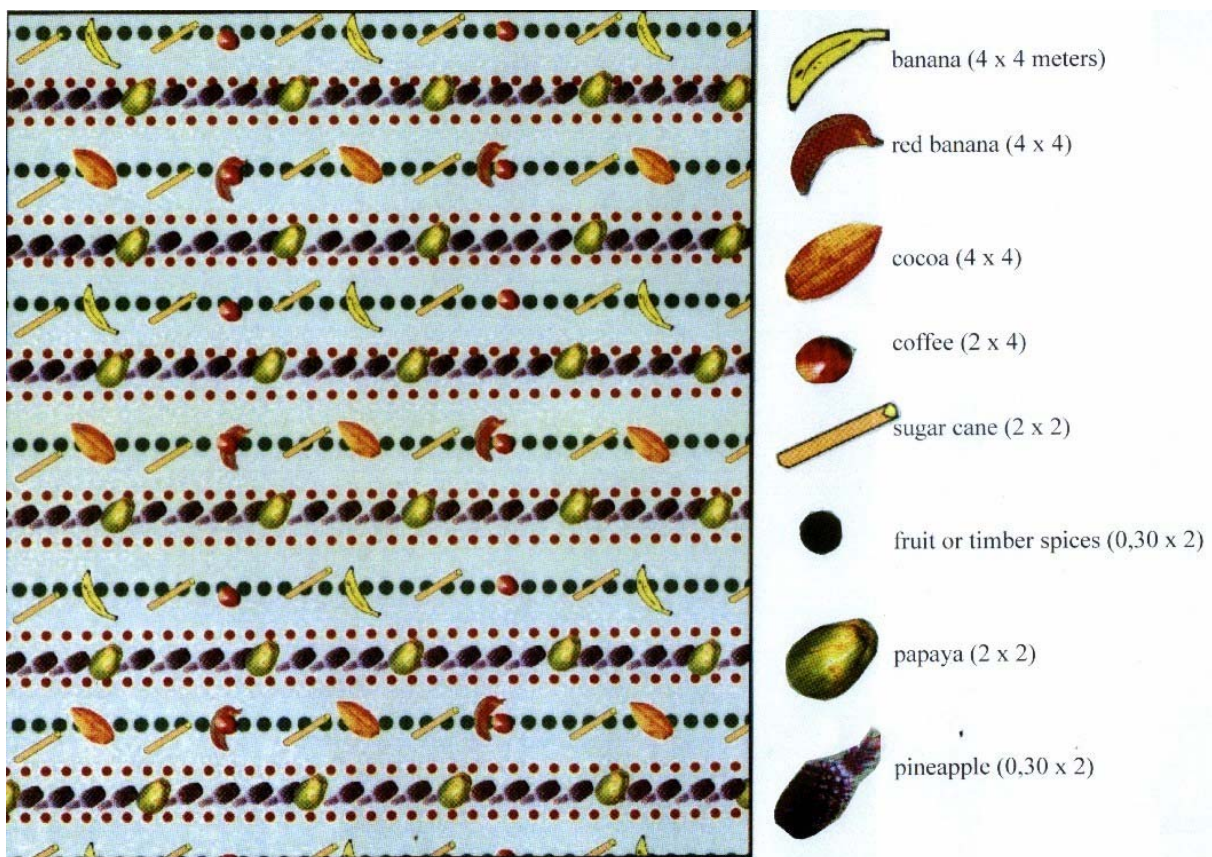 banana (4 x 4 meters)
red banana (4 x 4)
cocoa (4 x 4)
coffee (2 x 4)
sugar cane (2 x 2)
fruit or timber spices (0,30 x 2)
papaya (2 x 2)
pineapple (0,30 x 2)